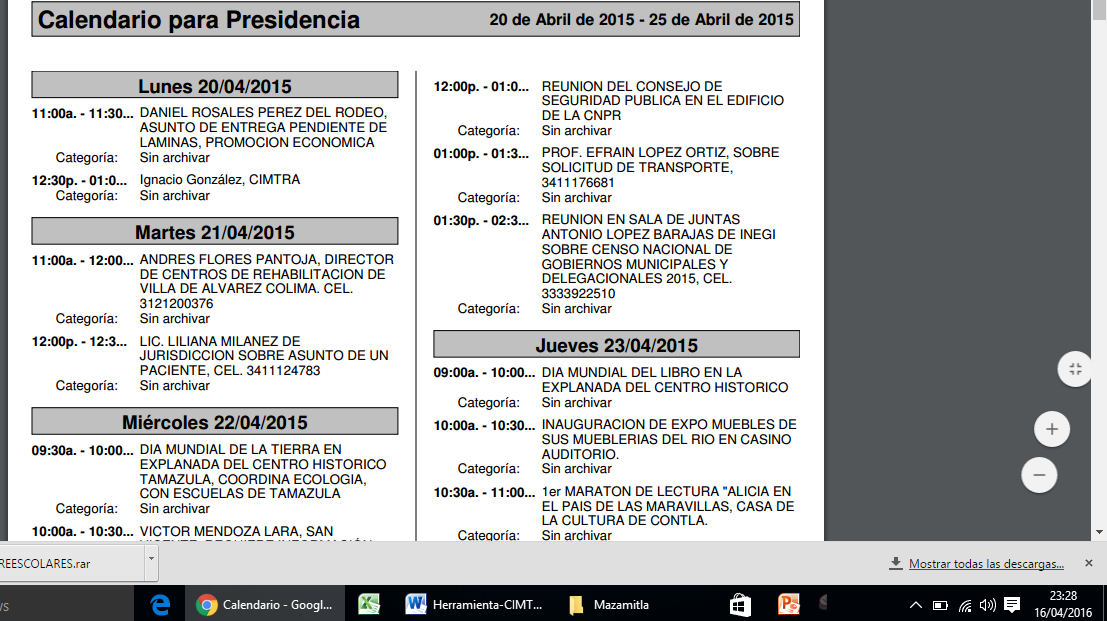 Calendario para Presidencia
20 de Abril de 2015 - 25 de Abril de 2015
Lunes 20/04/2015
11:00a. - 11:30... DANIEL ROSALES PEREZ DEL RODEO,
ASUNTO DE ENTREGA PENDIENTE DE
LAMINAS, PROMOCION ECONOMICA
Categoría: Sin archivar
12:30p. - 01:0... Ignacio González, CIMTRA
Categoría: Sin archivar
Martes 21/04/2015
11:00a. - 12:00... ANDRES FLORES PANTOJA, DIRECTOR
DE CENTROS DE REHABILITACION DE
VILLA DE ALVAREZ COLIMA. CEL.
3121200376
Categoría: Sin archivar
12:00p. - 12:3... LIC. LILIANA MILANEZ DE
JURISDICCION SOBRE ASUNTO DE UN
PACIENTE, CEL. 3411124783
Categoría: Sin archivar
Miércoles 22/04/2015
09:30a. - 10:00... DIA MUNDIAL DE LA TIERRA EN
EXPLANADA DEL CENTRO HISTORICO
TAMAZULA, COORDINA ECOLOGIA,
CON ESCUELAS DE TAMAZULA
Categoría: Sin archivar
10:00a. - 10:30... VICTOR MENDOZA LARA, SAN
12:00p. - 01:0... REUNION DEL CONSEJO DE
SEGURIDAD PUBLICA EN EL EDIFICIO
DE LA CNPR
Categoría: Sin archivar
01:00p. - 01:3... PROF. EFRAIN LOPEZ ORTIZ, SOBRE
SOLICITUD DE TRANSPORTE,
3411176681
Categoría: Sin archivar
01:30p. - 02:3... REUNION EN SALA DE JUNTAS
ANTONIO LOPEZ BARAJAS DE INEGI
SOBRE CENSO NACIONAL DE
GOBIERNOS MUNICIPALES Y
DELEGACIONALES 2015, CEL.
3333922510
Categoría: Sin archivar
Jueves 23/04/2015
09:00a. - 10:00... DIA MUNDIAL DEL LIBRO EN LA
EXPLANADA DEL CENTRO HISTORICO
Categoría: Sin archivar
10:00a. - 10:30... INAUGURACION DE EXPO MUEBLES DE
SUS MUEBLERIAS DEL RIO EN CASINO
AUDITORIO.
Categoría: Sin archivar
10:30a. - 11:00... 1er MARATON DE LECTURA "ALICIA EN
EL PAIS DE LAS MARAVILLAS, CASA DE
LA CULTURA DE CONTLA.
Categoría: Sin archivar
REESCOLARES.rar
Mostrar todas las descargas...
Calendario - Googl...
Herramienta-CIMT...
Mazamitla
23:28
16/04/2016